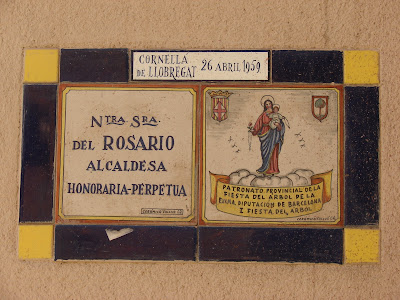 CORNELLA
DE LLOBREGAT 26 ABRIL 1959
NTRA. SRA.
DEL ROSARIO
ALCALDESA
HONORARIA-PERPETUA
PATRONATO PROVINCIAL DE LA
FIESTA DEL ARBOL DE LA
EXCMA. DIPUTACION DE BARCELONA
I FIESTA DEL ARBOL